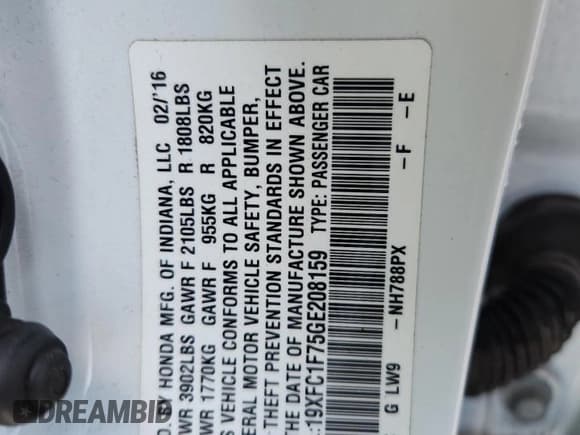 D. BY HONDA MFG. OF INDIANA, LLC 02/'16
WR 3902LBS GAWR F 2105LBS R 1808LBS
WR 1770KG GAWR F 955KG R 820KG
S VEHICLE CONFORMS TO ALL APPLICABLE
ERAL MOTOR VEHICLE SAFETY, BUMPER,
THEFT PREVENTION STANDARDS IN EFFECT
THE DATE OF MANUFACTURE SHOWN ABOVE.
:19XFC1F75GE208159 TYPE: PASSENGER CAR
G LW9 -NH788PX -F -E
DREAMBID